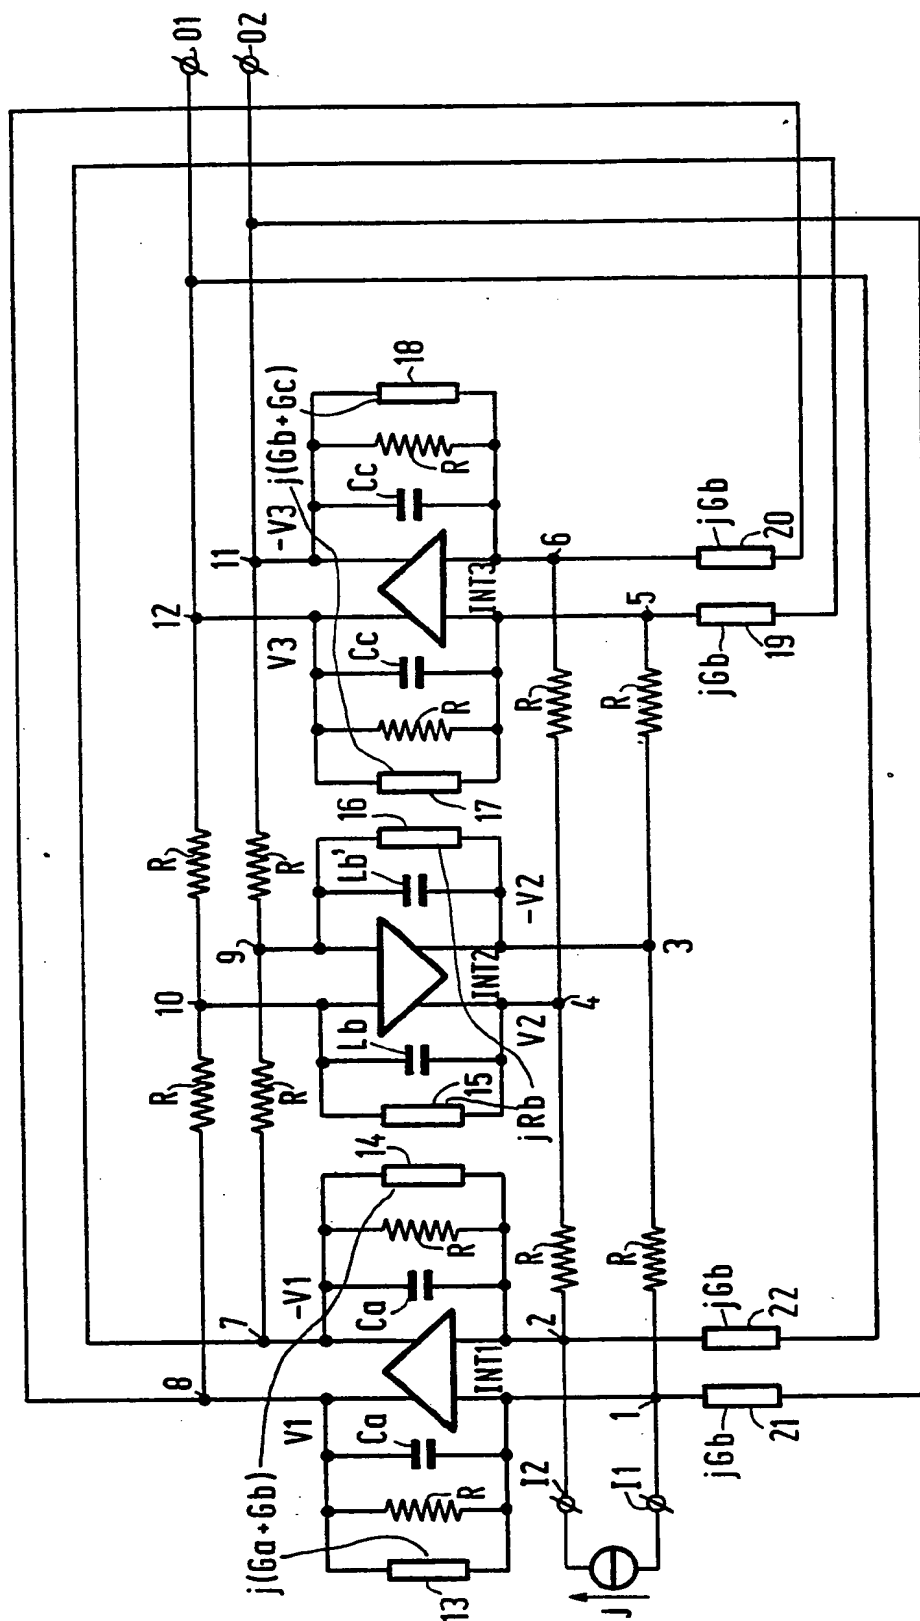 O1
O2
12
11
V3
-V3
Cc
Cc
R
R
j(Gb+Gc)
18
17
INT3
6
5
jGb
20
jGb
19
R
R
R
R
10
9
16
Lb'
Lb
-V2
V2
INT2
15
jRb
4
3
R
R
8
7
14
V1
-V1
Ca
Ca
R
R
j(Ga+Gb)
13
INT1
2
1
R
R
jGb
22
jGb
21
I2
I1
j